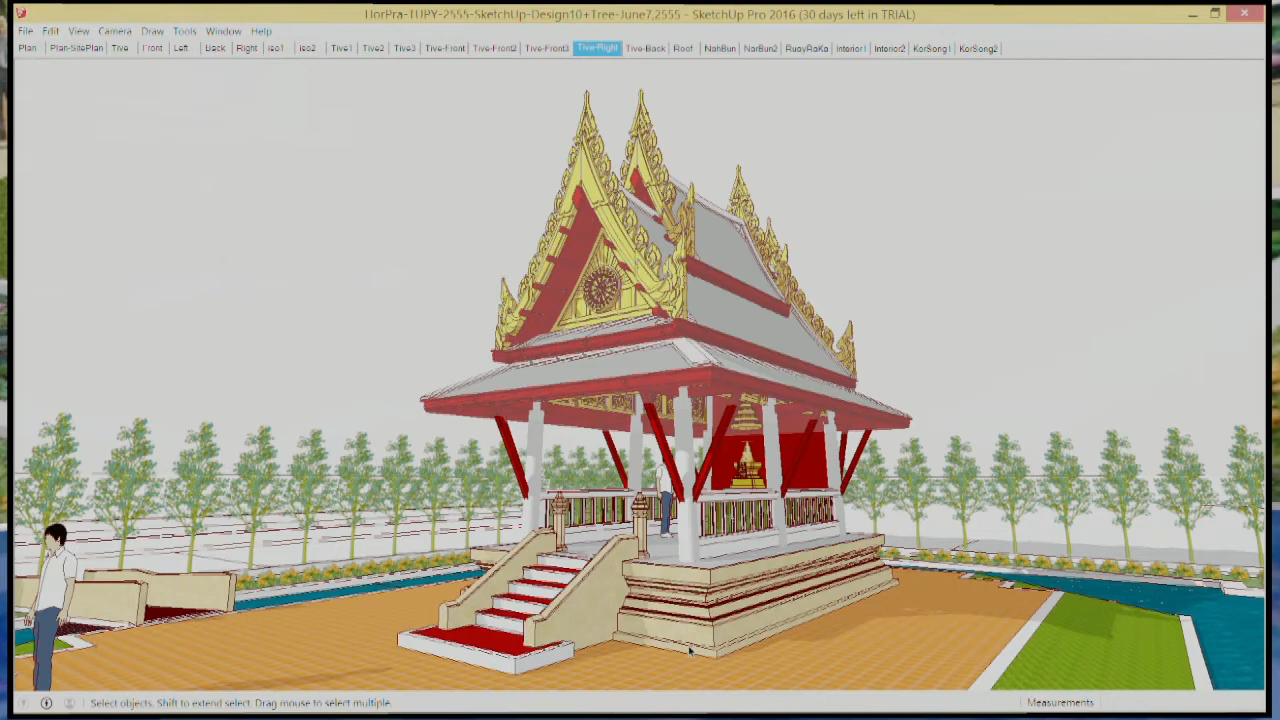 HorPra-TUPY-2555-SketchUp-Design10+Tree-June7,2555 - SketchUp Pro 2016 (30 days left in TRIAL)
File Edit View Camera Draw Tools Window Help
Plan Plan-SitePlan Tive Front Left Back Right Iso1 Iso2 Tive1 Tive2 Tive3 Tive-Front Tive-Front2 Tive-Front3 Tive-Right Tive-Back Roof NahBun NarBun2 RuayRaKa Interior1 Interior2 KorSong1 KorSong2
Select objects. Shift to extend select. Drag mouse to select multiple. Measurements